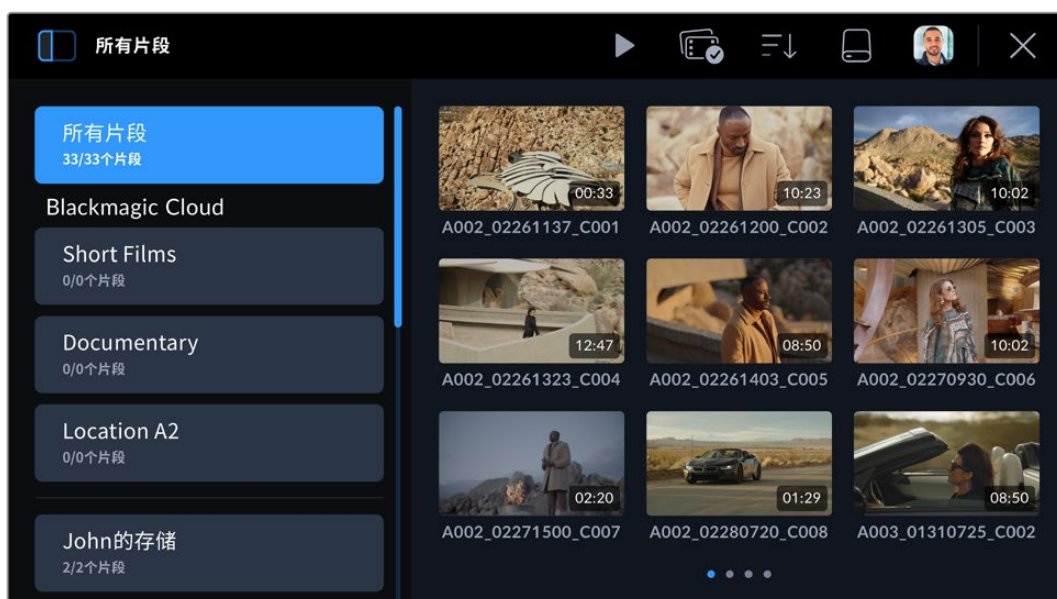 所有片段
所有片段
33/33个片段
Blackmagic Cloud
Short Films
0/0个片段
Documentary
0/0个片段
Location A2
0/0个片段
John的存储
2/2个片段
00:33
10:23
10:02
A002_02261137_C001
A002_02261200_C002
A002_02261305_C003
12:47
08:50
10:02
A002_02261323_C004
A002_02261403_C005
A002_02270930_C006
02:20
01:29
08:50
A002_02271500_C007
A002_02280720_C008
A003_01310725_C002